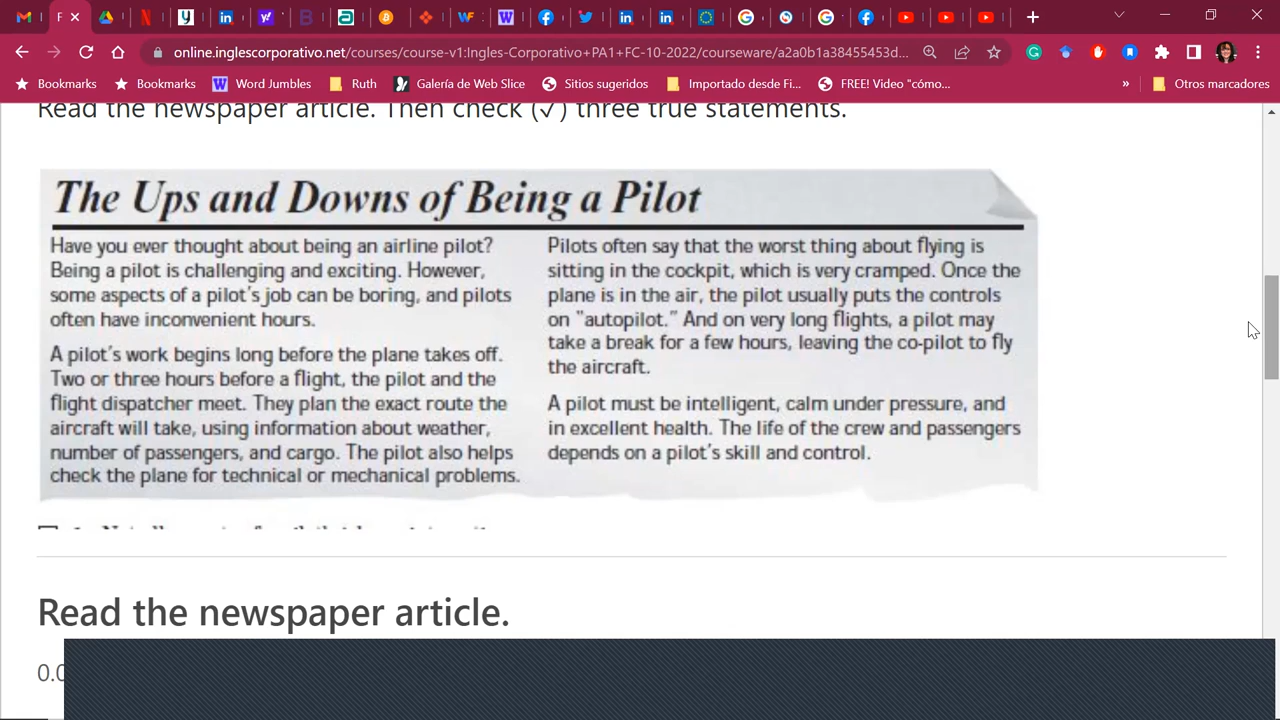 F
online.inglescorporativo.net/courses/course-v1:Ingles-Corporativo+PA1+FC-10-2022/courseware/a2a0b1a38455453d...
Bookmarks
Bookmarks
Word Jumbles
Ruth
Galería de Web Slice
Sitios sugeridos
Importado desde Fi...
FREE! Video "cómo...
»
Otros marcadores
Read the newspaper article. Then check (✓) three true statements.
The Ups and Downs of Being a Pilot
Have you ever thought about being an airline pilot?
Being a pilot is challenging and exciting. However,
some aspects of a pilot's job can be boring, and pilots
often have inconvenient hours.
A pilot's work begins long before the plane takes off.
Two or three hours before a flight, the pilot and the
flight dispatcher meet. They plan the exact route the
aircraft will take, using information about weather,
number of passengers, and cargo. The pilot also helps
check the plane for technical or mechanical problems.
Pilots often say that the worst thing about flying is
sitting in the cockpit, which is very cramped. Once the
plane is in the air, the pilot usually puts the controls
on "autopilot." And on very long flights, a pilot may
take a break for a few hours, leaving the co-pilot to fly
the aircraft.
A pilot must be intelligent, calm under pressure, and
in excellent health. The life of the crew and passengers
depends on a pilot's skill and control.
Read the newspaper article.